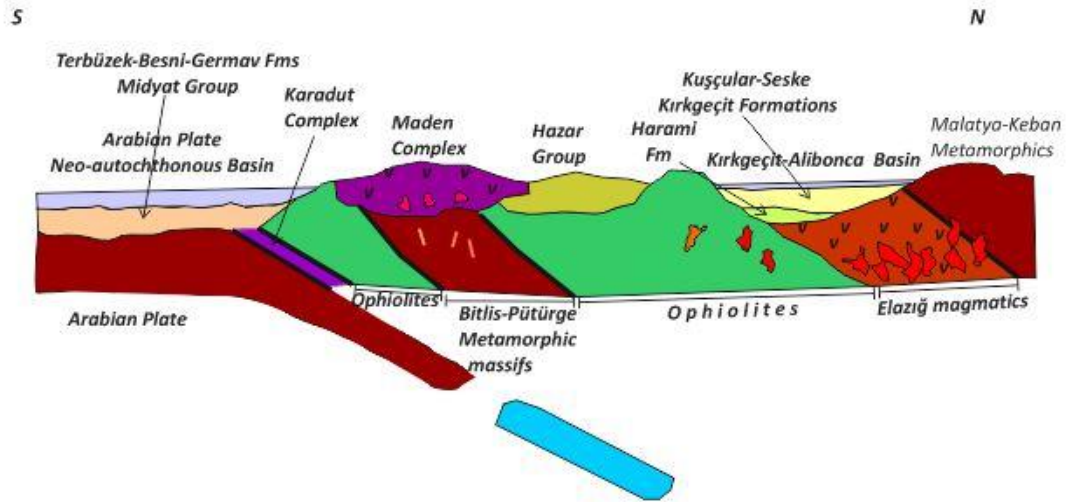 S
N
Terbüzek-Besni-Germav Fms
Midyat Group
Karadut
Complex
Arabian Plate
Neo-autochthonous Basin
Maden
Complex
Hazar
Group
Kuşçular-Seske
Kırkgeçit Formations
Harami
Fm
Kırkgeçit-Alibonca Basin
Malatya-Keban
Metamorphics
Arabian Plate
Ophiolites
Bitlis-Pütürge
Metamorphic
massifs
Ophiolites
Elazığ magmatics